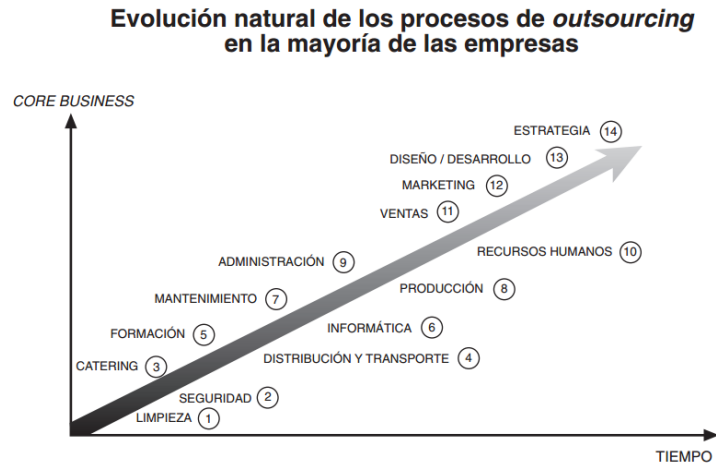 Evolución natural de los procesos de outsourcing
en la mayoría de las empresas
CORE BUSINESS
ESTRATEGIA 14
DISEÑO / DESARROLLO 13
MARKETING 12
VENTAS 11
RECURSOS HUMANOS 10
ADMINISTRACIÓN 9
PRODUCCIÓN 8
MANTENIMIENTO 7
INFORMÁTICA 6
FORMACIÓN 5
DISTRIBUCIÓN Y TRANSPORTE 4
CATERING 3
SEGURIDAD 2
LIMPIEZA 1
TIEMPO